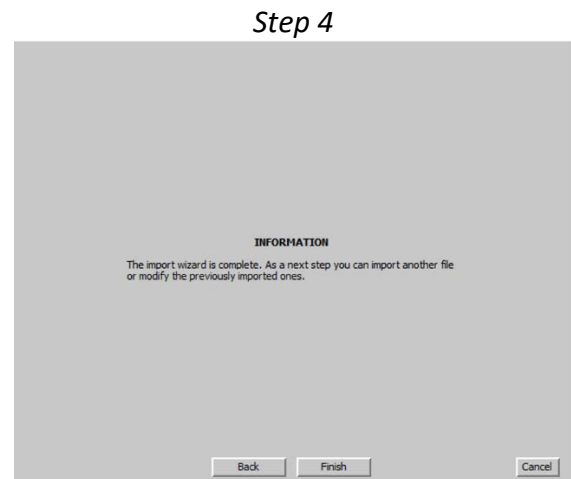 Step 4
INFORMATION
The import wizard is complete. As a next step you can import another file
or modify the previously imported ones.
Back Finish Cancel